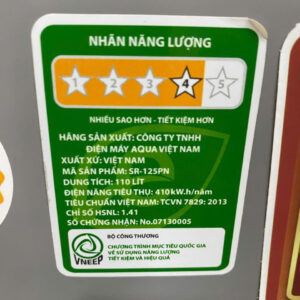 NHÃN NĂNG LƯỢNG
1 2 3 4 5
NHIỀU SAO HƠN - TIẾT KIỆM HƠN
HÃNG SẢN XUẤT: CÔNG TY TNHH
ĐIỆN MÁY AQUA VIỆT NAM
XUẤT XỨ: VIỆT NAM
MÃ SẢN PHẨM: SR-125PN
DUNG TÍCH: 110 LÍT
ĐIỆN NĂNG TIÊU THỤ: 410kW.h/năm
TIÊU CHUẨN VIỆT NAM: TCVN 7829: 2013
CHỈ SỐ HSNL: 1.41
SỐ CHỨNG NHẬN: No.07130005
BỘ CÔNG THƯƠNG
CHƯƠNG TRÌNH MỤC TIÊU QUỐC GIA
VỀ SỬ DỤNG NĂNG LƯỢNG
TIẾT KIỆM VÀ HIỆU QUẢ
VNEEP